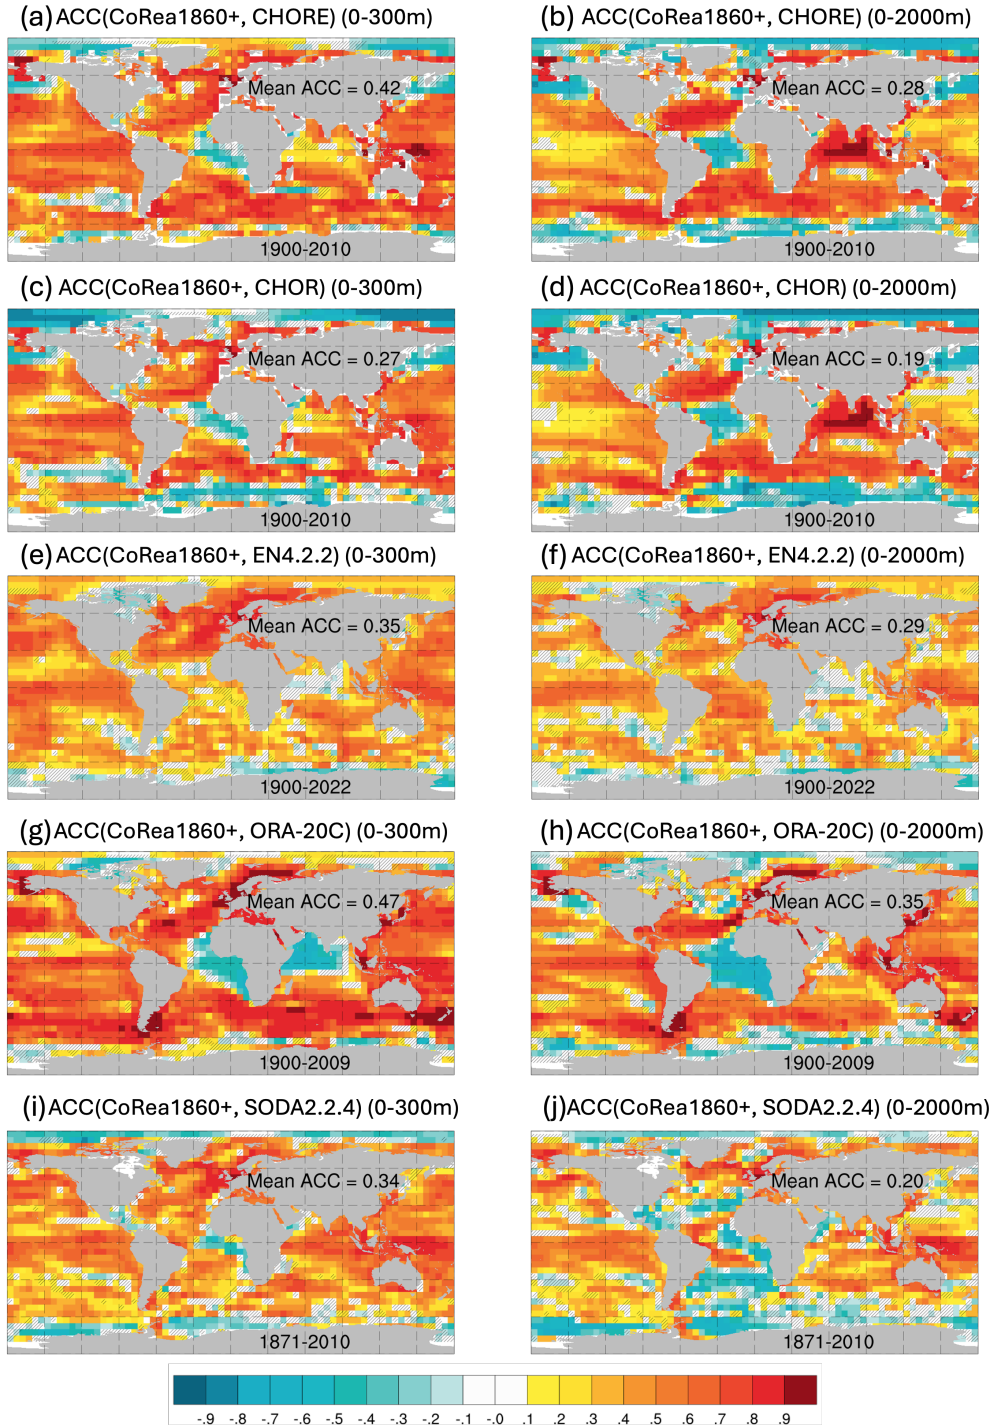 (a) ACC(CoRea1860+, CHORE) (0-300m)
Mean ACC = 0.42
1900-2010
(b) ACC(CoRea1860+, CHORE) (0-2000m)
Mean ACC = 0.28
1900-2010
(c) ACC(CoRea1860+, CHOR) (0-300m)
Mean ACC = 0.27
1900-2010
(d) ACC(CoRea1860+, CHOR) (0-2000m)
Mean ACC = 0.19
1900-2010
(e) ACC(CoRea1860+, EN4.2.2) (0-300m)
Mean ACC = 0.35
1900-2022
(f) ACC(CoRea1860+, EN4.2.2) (0-2000m)
Mean ACC = 0.29
1900-2022
(g) ACC(CoRea1860+, ORA-20C) (0-300m)
Mean ACC = 0.47
1900-2009
(h) ACC(CoRea1860+, ORA-20C) (0-2000m)
Mean ACC = 0.35
1900-2009
(i) ACC(CoRea1860+, SODA2.2.4) (0-300m)
Mean ACC = 0.34
1871-2010
(j) ACC(CoRea1860+, SODA2.2.4) (0-2000m)
Mean ACC = 0.20
1871-2010
-.9 -.8 -.7 -.6 -.5 -.4 -.3 -.2 -.1 -.0 .1 .2 .3 .4 .5 .6 .7 .8 .9